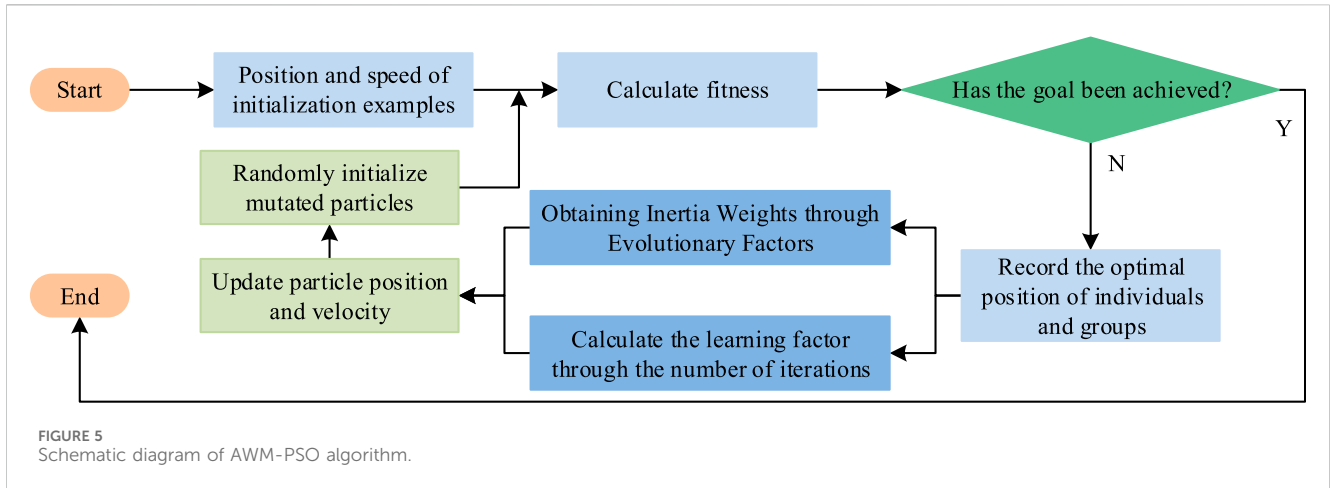 Start
Position and speed of
initialization examples
Calculate fitness
Has the goal been achieved?
Y
N
Randomly initialize
mutated particles
Obtaining Inertia Weights through
Evolutionary Factors
Record the optimal
position of individuals
and groups
Update particle position
and velocity
End
Calculate the learning factor
through the number of iterations
FIGURE 5
Schematic diagram of AWM-PSO algorithm.